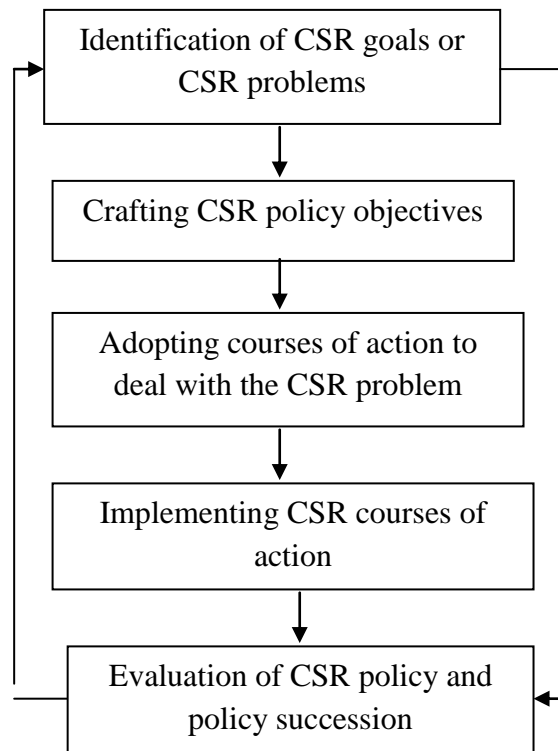 Identification of CSR goals or
CSR problems
Crafting CSR policy objectives
Adopting courses of action to
deal with the CSR problem
Implementing CSR courses of
action
Evaluation of CSR policy and
policy succession